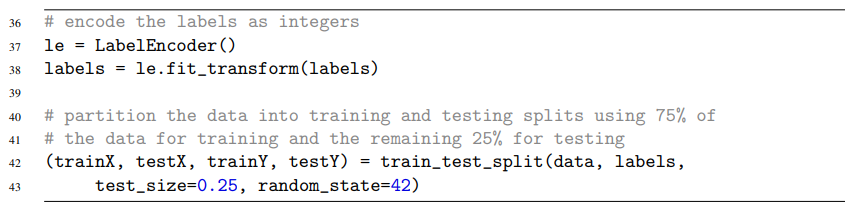 36 # encode the labels as integers
37 le = LabelEncoder()
38 labels = le.fit_transform(labels)
39
40 # partition the data into training and testing splits using 75% of
41 # the data for training and the remaining 25% for testing
42 (trainX, testX, trainY, testY) = train_test_split(data, labels,
43     test_size=0.25, random_state=42)